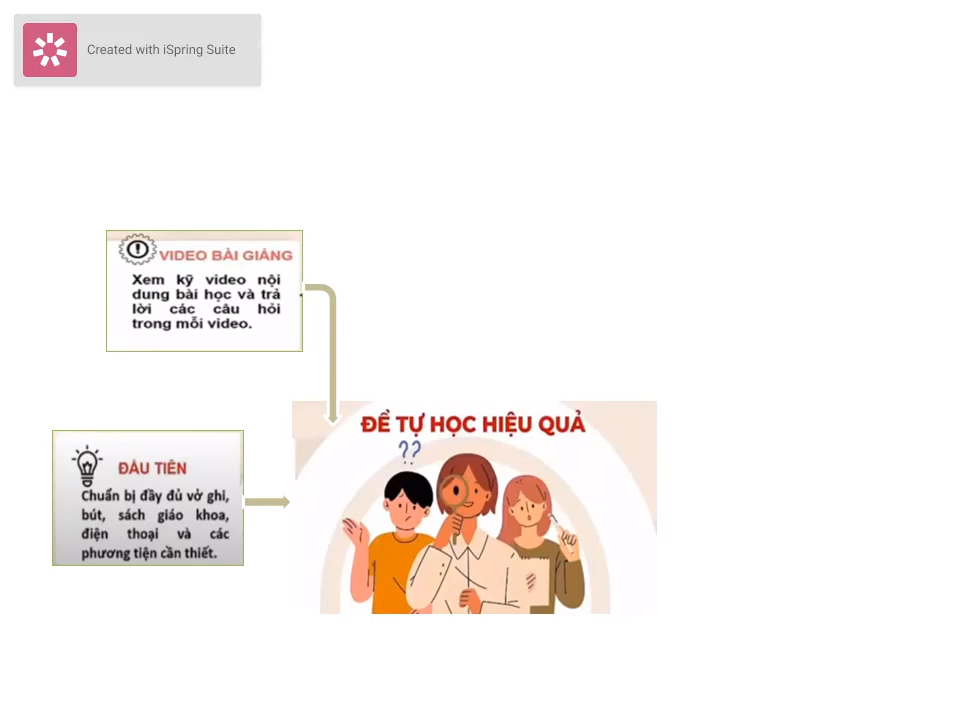 Created with iSpring Suite
VIDEO BÀI GIẢNG
Xem kỹ video nội
dung bài học và trả
lời các câu hỏi
trong mỗi video.
ĐỂ TỰ HỌC HIỆU QUẢ
??
ĐẦU TIÊN
Chuẩn bị đầy đủ vở ghi,
bút, sách giáo khoa,
điện thoại và các
phương tiện cần thiết.